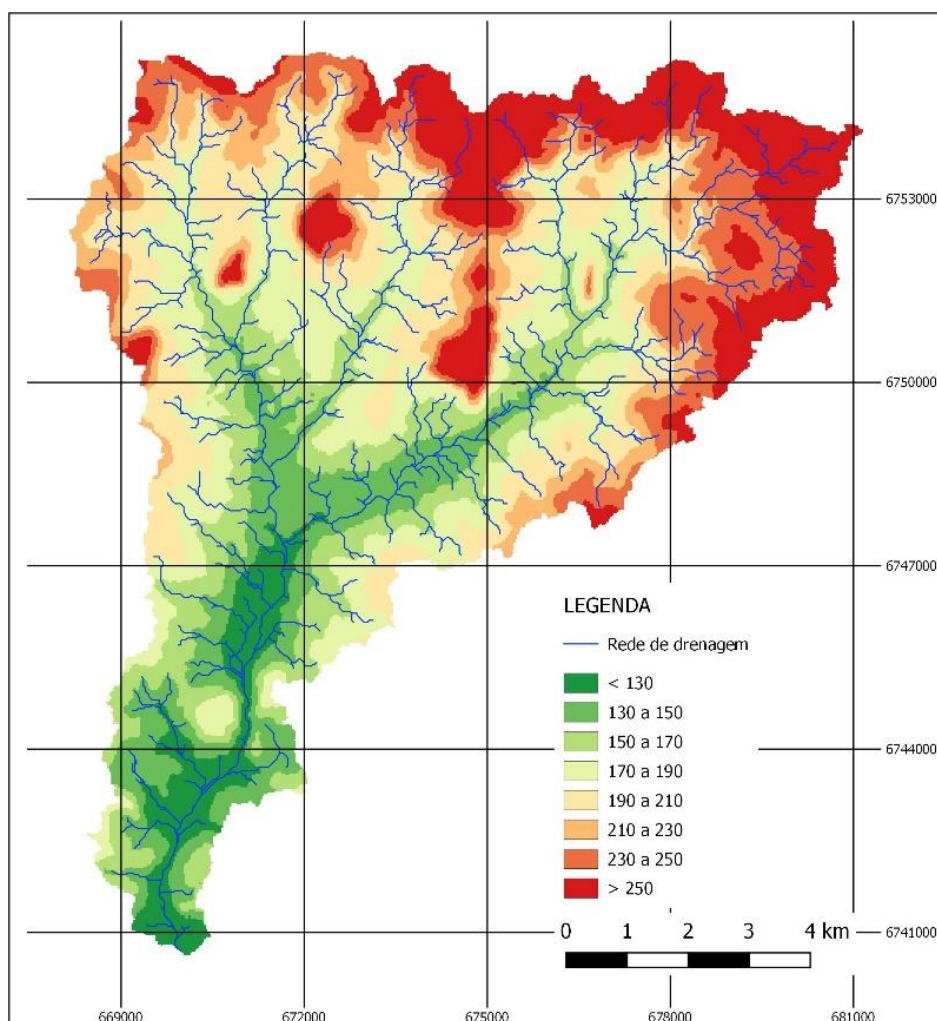 6753000
6750000
6747000
LEGENDA
Rede de drenagem
< 130
130 a 150
150 a 170
170 a 190
190 a 210
210 a 230
230 a 250
> 250
6744000
0 1 2 3 4 km
6741000
669000 672000 675000 678000 681000